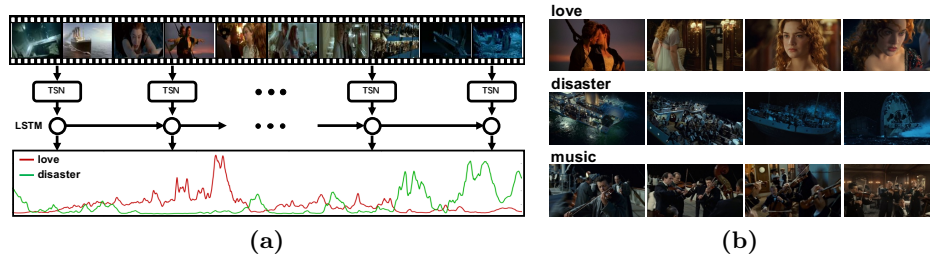 TSN TSN TSN TSN
LSTM
love
disaster
(a)
love
disaster
music
(b)